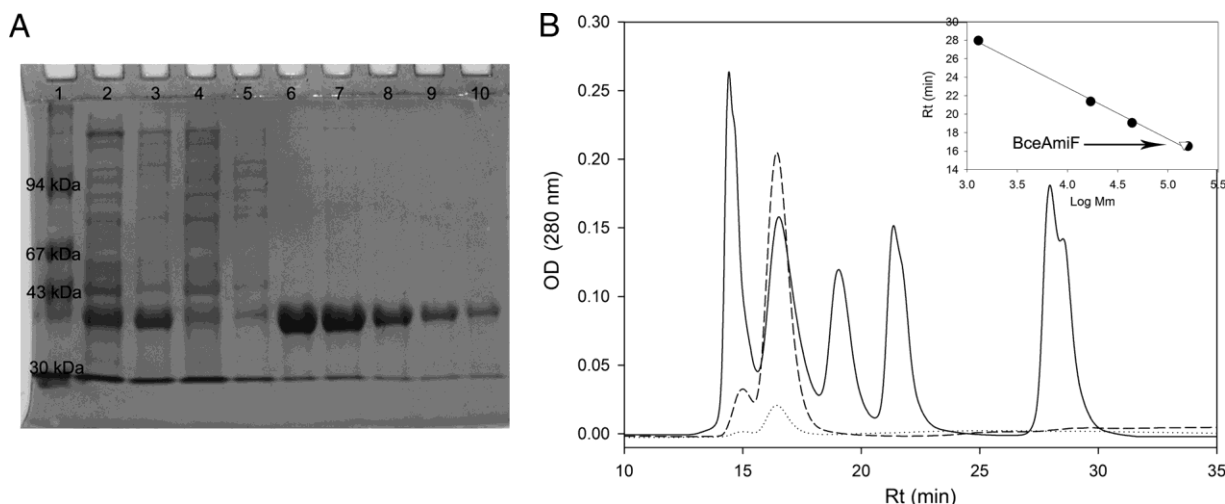 A
1 2 3 4 5 6 7 8 9 10
94 kDa
67 kDa
43 kDa
30 kDa
B
OD (280 nm)
0.30
0.25
0.20
0.15
0.10
0.05
0.00
10 15 20 25 30 35
Rt (min)
Rt (min)
30
28
26
24
22
20
18
16
14
BceAmiF
3.0 3.5 4.0 4.5 5.0 5.5
Log Mm